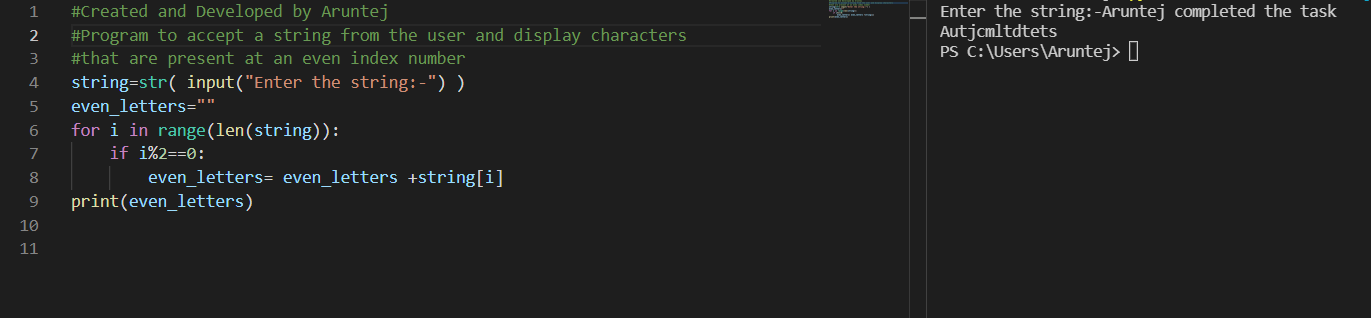 1 #Created and Developed by Aruntej
2 #Program to accept a string from the user and display characters
3 #that are present at an even index number
4 string=str( input("Enter the string:-") )
5 even_letters=""
6 for i in range(len(string)):
7 if i%2==0:
8 even_letters= even_letters +string[i]
9 print(even_letters)
10
11
Enter the string:-Aruntej completed the task
Autjcmltdtets
PS C:\Users\Aruntej>